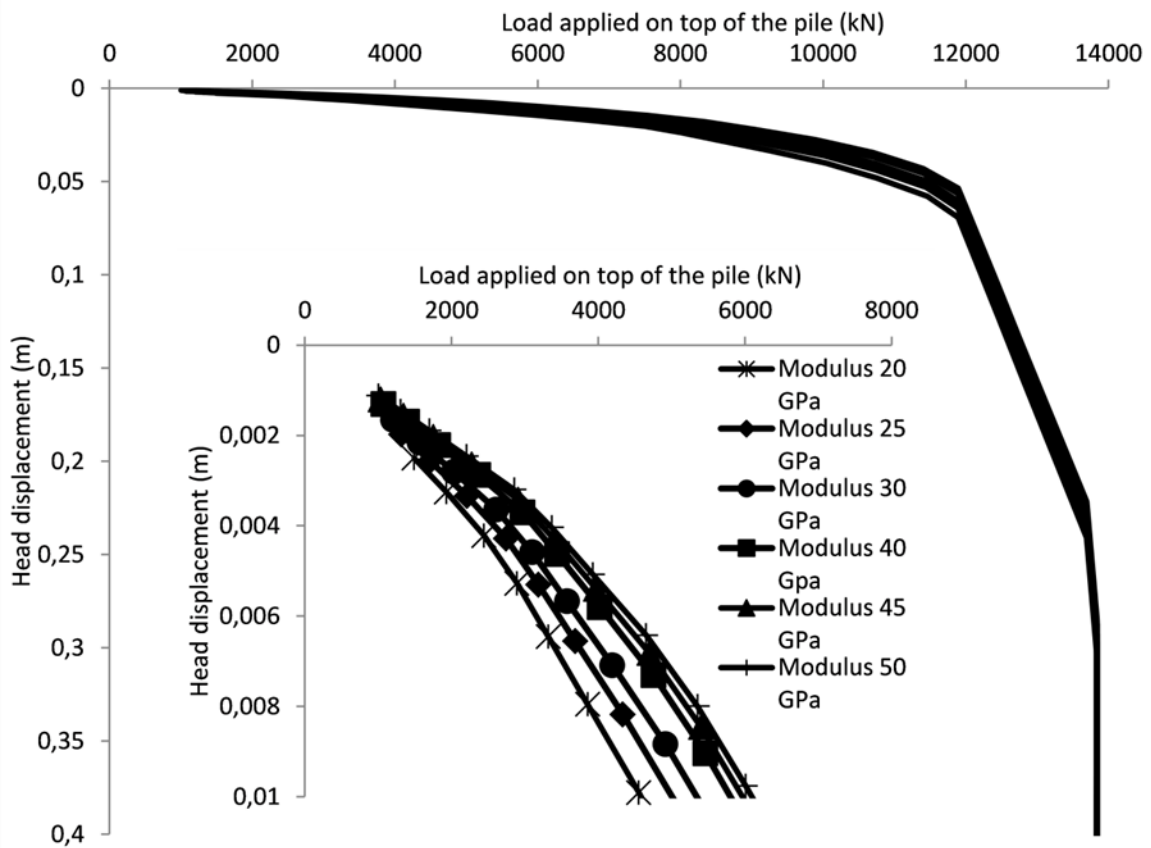 Load applied on top of the pile (kN)
0 2000 4000 6000 8000 10000 12000 14000
0
0,05
0,1
0,15
0,2
0,25
0,3
0,35
0,4
Head displacement (m)
Load applied on top of the pile (kN)
0 2000 4000 6000 8000
0
0,002
0,004
0,006
0,008
0,01
Head displacement (m)
Modulus 20
GPa
Modulus 25
GPa
Modulus 30
GPa
Modulus 40
Gpa
Modulus 45
GPa
Modulus 50
GPa